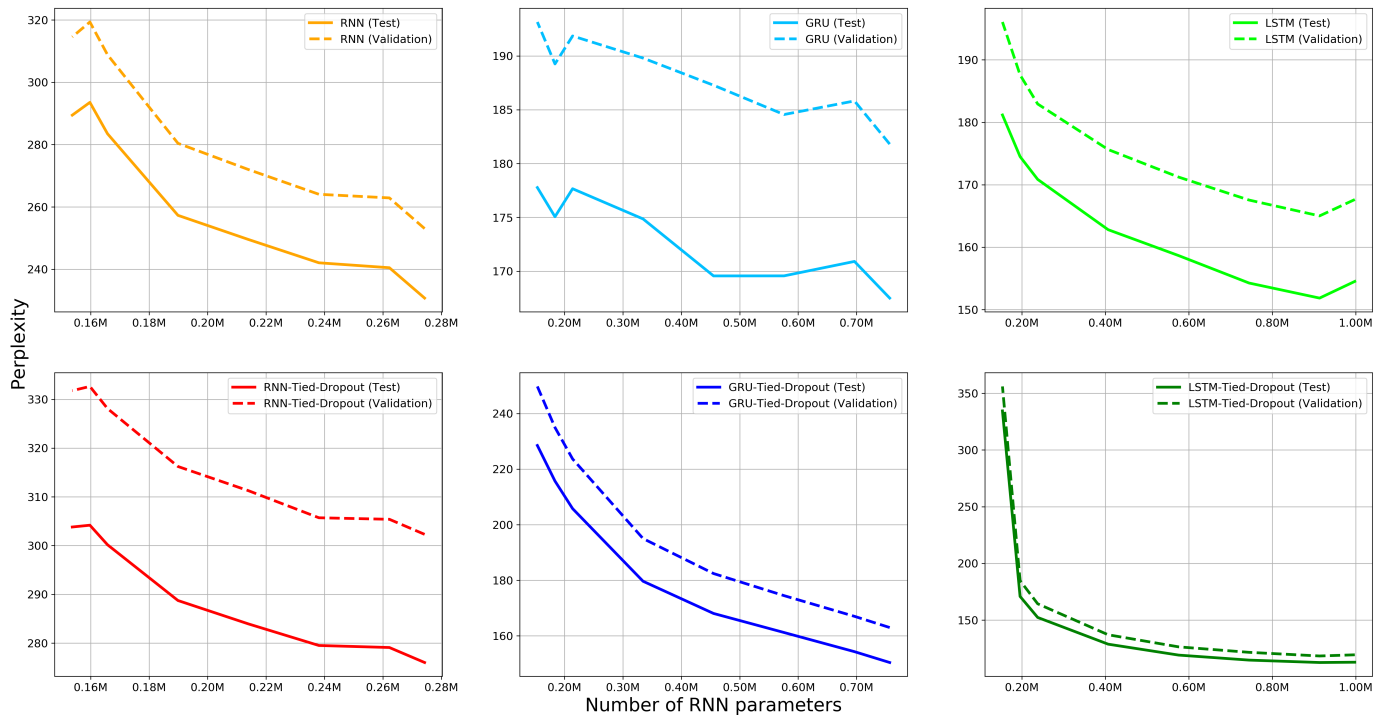 RNN (Test)
RNN (Validation)
320
300
280
260
240
0.16M 0.18M 0.20M 0.22M 0.24M 0.26M 0.28M
GRU (Test)
GRU (Validation)
190
185
180
175
170
0.20M 0.30M 0.40M 0.50M 0.60M 0.70M
LSTM (Test)
LSTM (Validation)
190
180
170
160
150
0.20M 0.40M 0.60M 0.80M 1.00M
Perplexity
RNN-Tied-Dropout (Test)
RNN-Tied-Dropout (Validation)
330
320
310
300
290
280
0.16M 0.18M 0.20M 0.22M 0.24M 0.26M 0.28M
GRU-Tied-Dropout (Test)
GRU-Tied-Dropout (Validation)
240
220
200
180
160
0.20M 0.30M 0.40M 0.50M 0.60M 0.70M
LSTM-Tied-Dropout (Test)
LSTM-Tied-Dropout (Validation)
350
300
250
200
150
0.20M 0.40M 0.60M 0.80M 1.00M
Number of RNN parameters